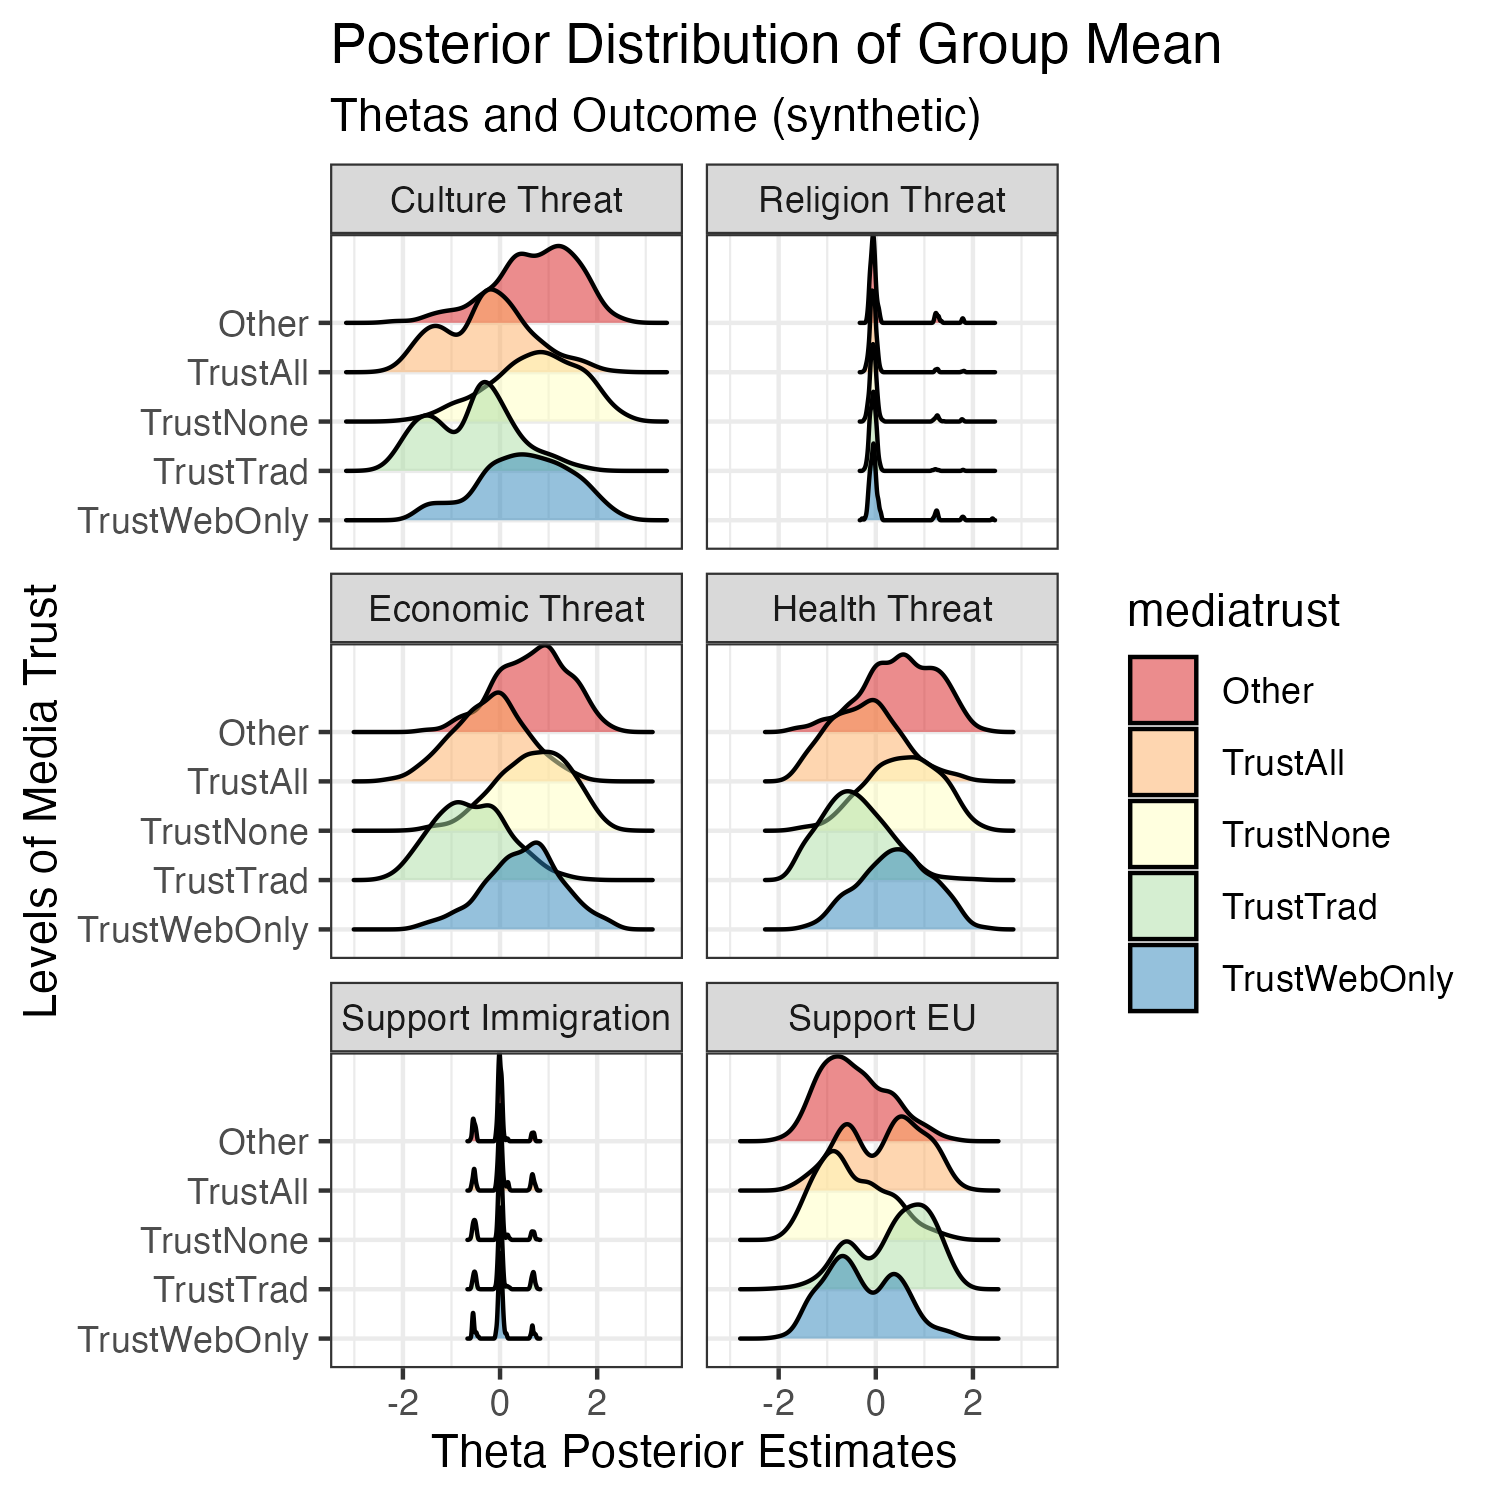 Posterior Distribution of Group Mean
Thetas and Outcome (synthetic)
Culture Threat
Religion Threat
Other
TrustAll
TrustNone
TrustTrad
TrustWebOnly
Economic Threat
Health Threat
Other
TrustAll
TrustNone
TrustTrad
TrustWebOnly
Support Immigration
Support EU
Other
TrustAll
TrustNone
TrustTrad
TrustWebOnly
-2 0 2
-2 0 2
Theta Posterior Estimates
Levels of Media Trust
mediatrust
Other
TrustAll
TrustNone
TrustTrad
TrustWebOnly